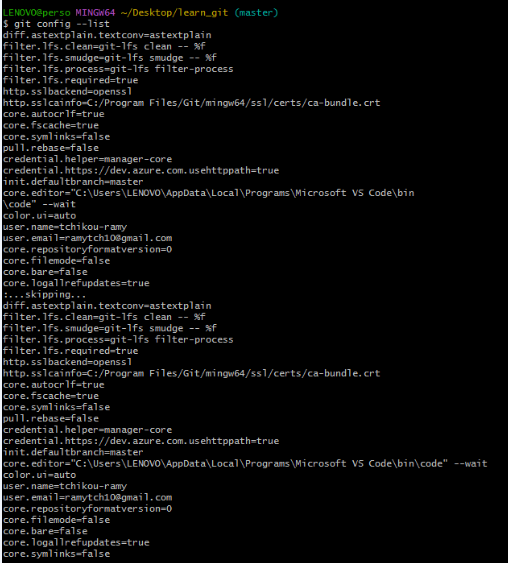 LENOVO@perso MINGW64 ~/Desktop/learn_git (master)
$ git config --list
diff.astextplain.textconv=astextplain
filter.lfs.clean=git-lfs clean -- %f
filter.lfs.smudge=git-lfs smudge -- %f
filter.lfs.process=git-lfs filter-process
filter.lfs.required=true
http.sslbackend=openssl
http.sslcainfo=C:/Program Files/Git/mingw64/ssl/certs/ca-bundle.crt
core.autocrlf=true
core.fscache=true
core.symlinks=false
pull.rebase=false
credential.helper=manager-core
credential.https://dev.azure.com.usehttppath=true
init.defaultbranch=master
core.editor="C:\Users\LENOVO\AppData\Local\Programs\Microsoft VS Code\bin
\code" --wait
color.ui=auto
user.name=tchikou-ramy
user.email=ramytch10@gmail.com
core.repositoryformatversion=0
core.filemode=false
core.bare=false
core.logallrefupdates=true
:...skipping...
diff.astextplain.textconv=astextplain
filter.lfs.clean=git-lfs clean -- %f
filter.lfs.smudge=git-lfs smudge -- %f
filter.lfs.process=git-lfs filter-process
filter.lfs.required=true
http.sslbackend=openssl
http.sslcainfo=C:/Program Files/Git/mingw64/ssl/certs/ca-bundle.crt
core.autocrlf=true
core.fscache=true
core.symlinks=false
pull.rebase=false
credential.helper=manager-core
credential.https://dev.azure.com.usehttppath=true
init.defaultbranch=master
core.editor="C:\Users\LENOVO\AppData\Local\Programs\Microsoft VS Code\bin\code" --wait
color.ui=auto
user.name=tchikou-ramy
user.email=ramytch10@gmail.com
core.repositoryformatversion=0
core.filemode=false
core.bare=false
core.logallrefupdates=true
core.symlinks=false